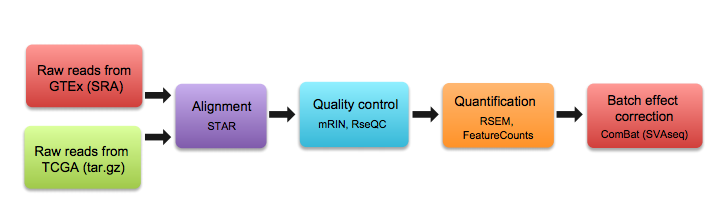 Raw reads from
GTEx (SRA)
Raw reads from
TCGA (tar.gz)
Alignment
STAR
Quality control
mRIN, RseQC
Quantification
RSEM,
FeatureCounts
Batch effect
correction
ComBat (SVAseq)